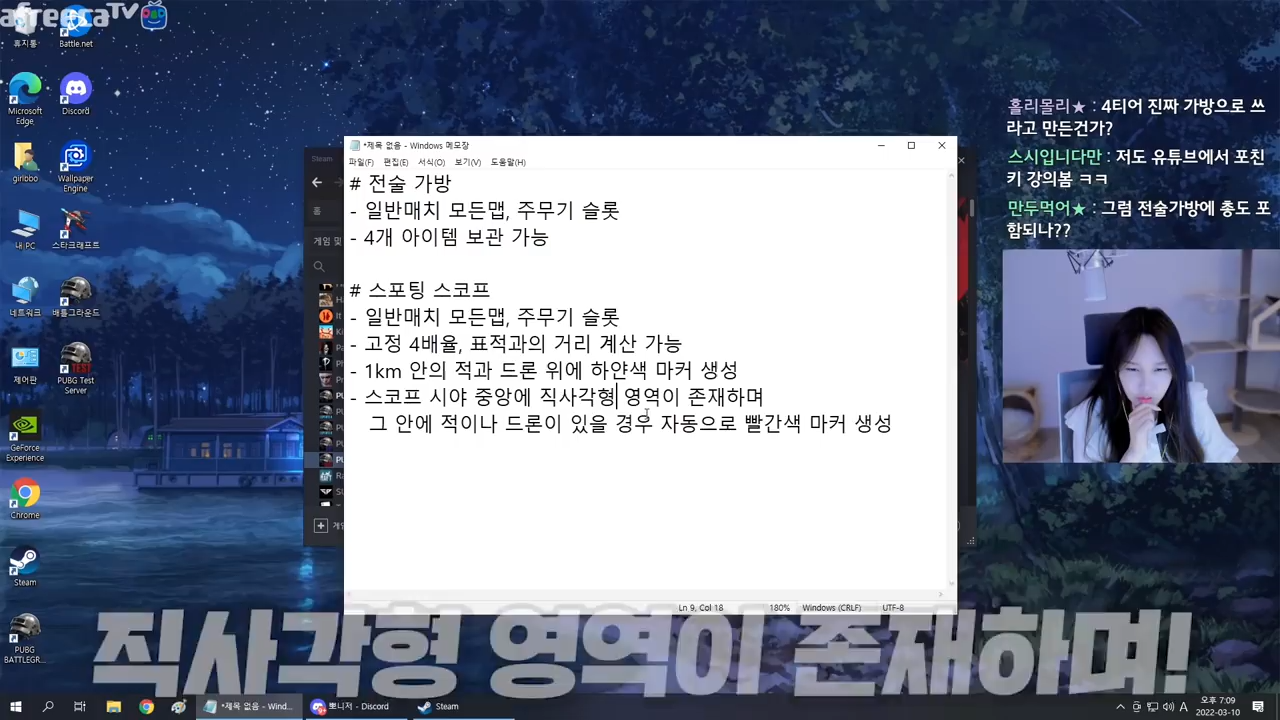 afreecaTV
휴지통
Battle.net
Microsoft Edge
Discord
girlbbo
Wallpaper Engine
내 PC
스타크래프트
네트워크
배틀그라운드
제어판
PUBG Test Server
TEST
GeForce Experience
Chrome
Steam
PUBG BATTLEGR...
Steam
홈
게임 및
*제목 없음 - Windows 메모장
파일(F) 편집(E) 서식(O) 보기(V) 도움말(H)
# 전술 가방
- 일반매치 모든맵, 주무기 슬롯
- 4개 아이템 보관 가능
# 스포팅 스코프
- 일반매치 모든맵, 주무기 슬롯
- 고정 4배율, 표적과의 거리 계산 가능
- 1km 안의 적과 드론 위에 하얀색 마커 생성
- 스코프 시야 중앙에 직사각형 영역이 존재하며
그 안에 적이나 드론이 있을 경우 자동으로 빨간색 마커 생성
Ln 9, Col 18 180% Windows (CRLF) UTF-8
홀리몰리★ : 4티어 진짜 가방으로 쓰
라고 만든건가?
스시입니다만 : 저도 유튜브에서 포친
키 강의봄 ㅋㅋ
만두먹어★ : 그럼 전술가방에 총도 포
함되나??
직사각형 영역이 존재하며!
*제목 없음 - Wind...
뽀니저 - Discord
Steam
A
오후 7:09
2022-03-10